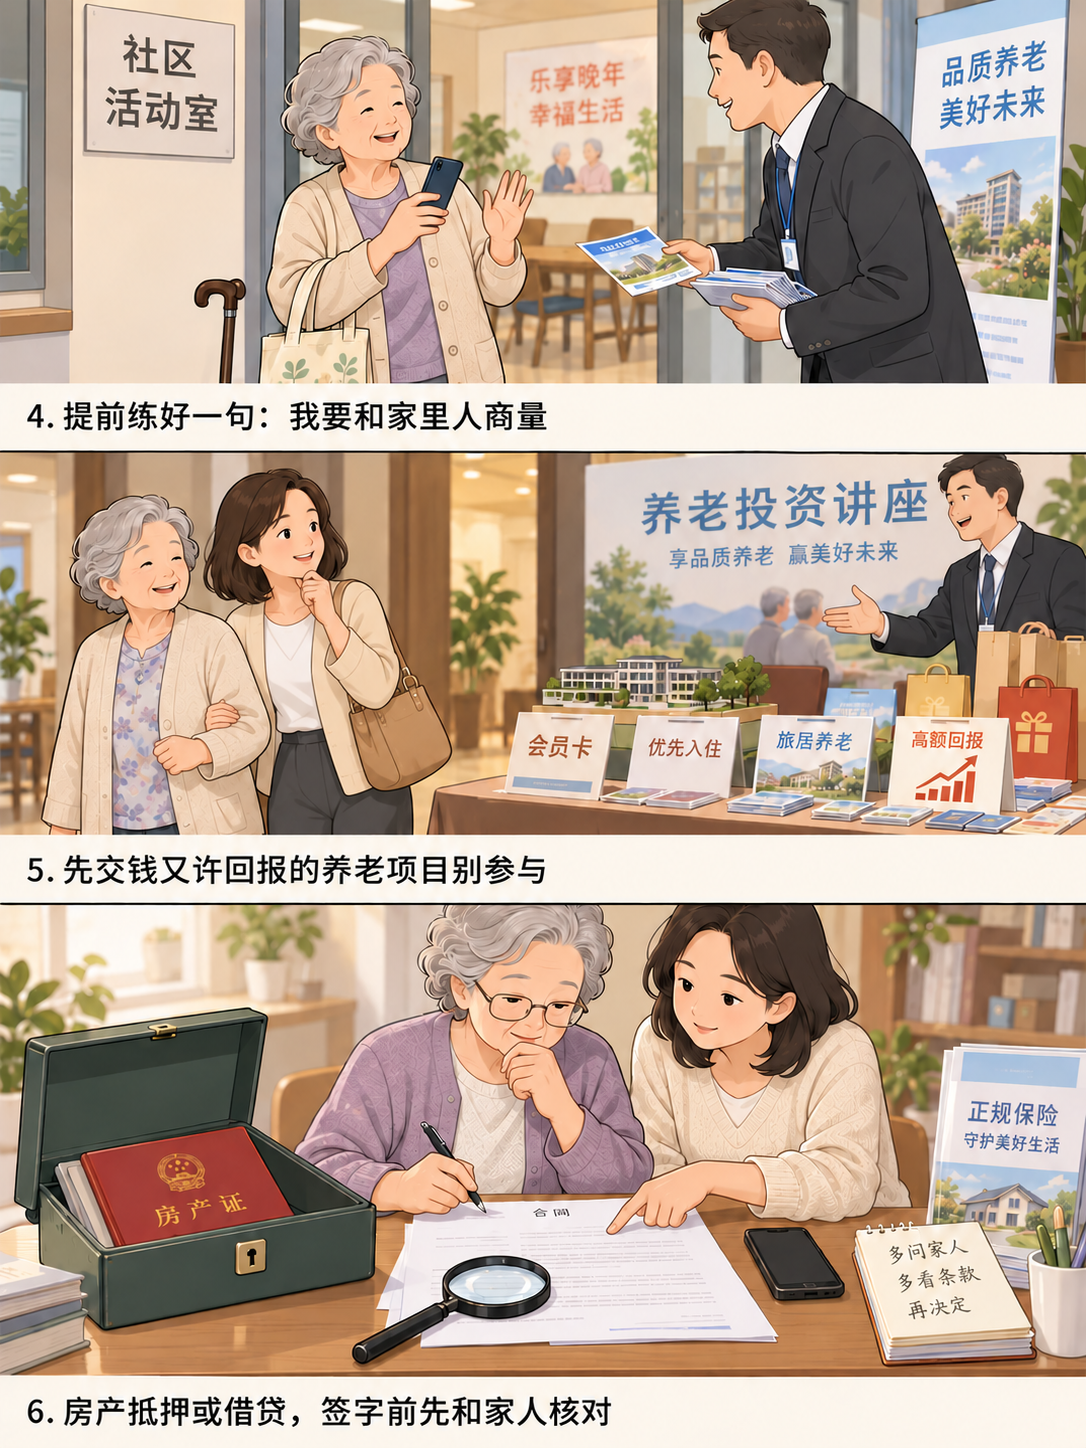 社区
活动室
乐享晚年
幸福生活
品质养老
美好未来
4. 提前练好一句：我要和家里人商量
养老投资讲座
享品质养老 赢美好未来
会员卡
优先入住
旅居养老
高额回报
5. 先交钱又许回报的养老项目别参与
房产证
合同
正规保险
守护美好生活
多问家人
多看条款
再决定
6. 房产抵押或借贷，签字前先和家人核对